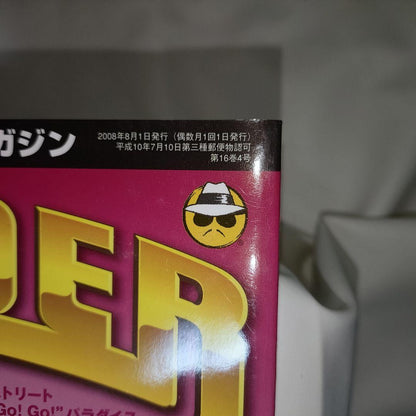 2008年8月1日発行（偶数月1回1日発行）
平成10年7月10日第三種郵便物認可
第16巻4号
ガジン
DER
ストリート
Go! Go!”パラダイス